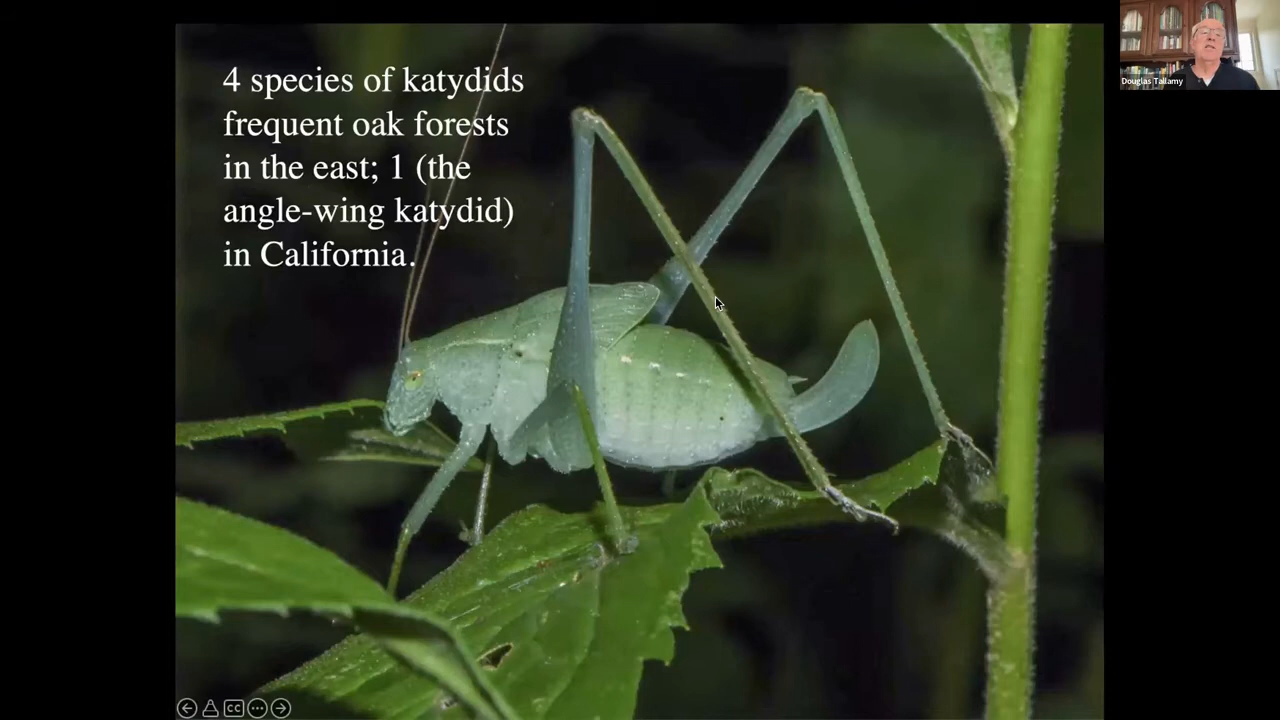 4 species of katydids
frequent oak forests
in the east; 1 (the
angle-wing katydid)
in California.
Douglas Tallamy
CC